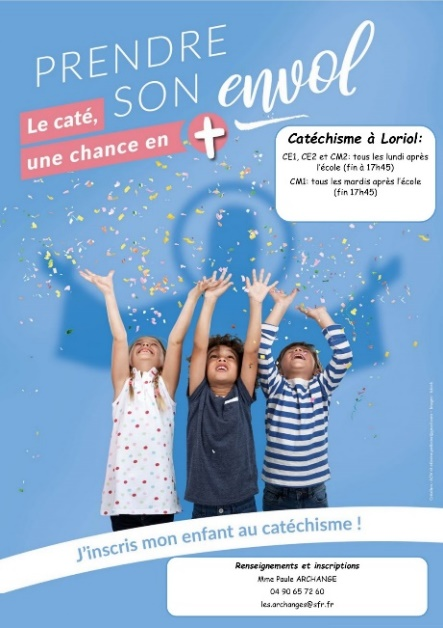 PRENDRE
SON envol
Le caté,
une chance en +
Catéchisme à Loriol:
CE1, CE2 et CM2: tous les lundi après
l'école (fin à 17h45)
CM1: tous les mardis après l'école
(fin 17h45)
J'inscris mon enfant au catéchisme !
Renseignements et inscriptions
Mme Paule ARCHANGE
04 90 65 72 60
les.archanges@sfr.fr